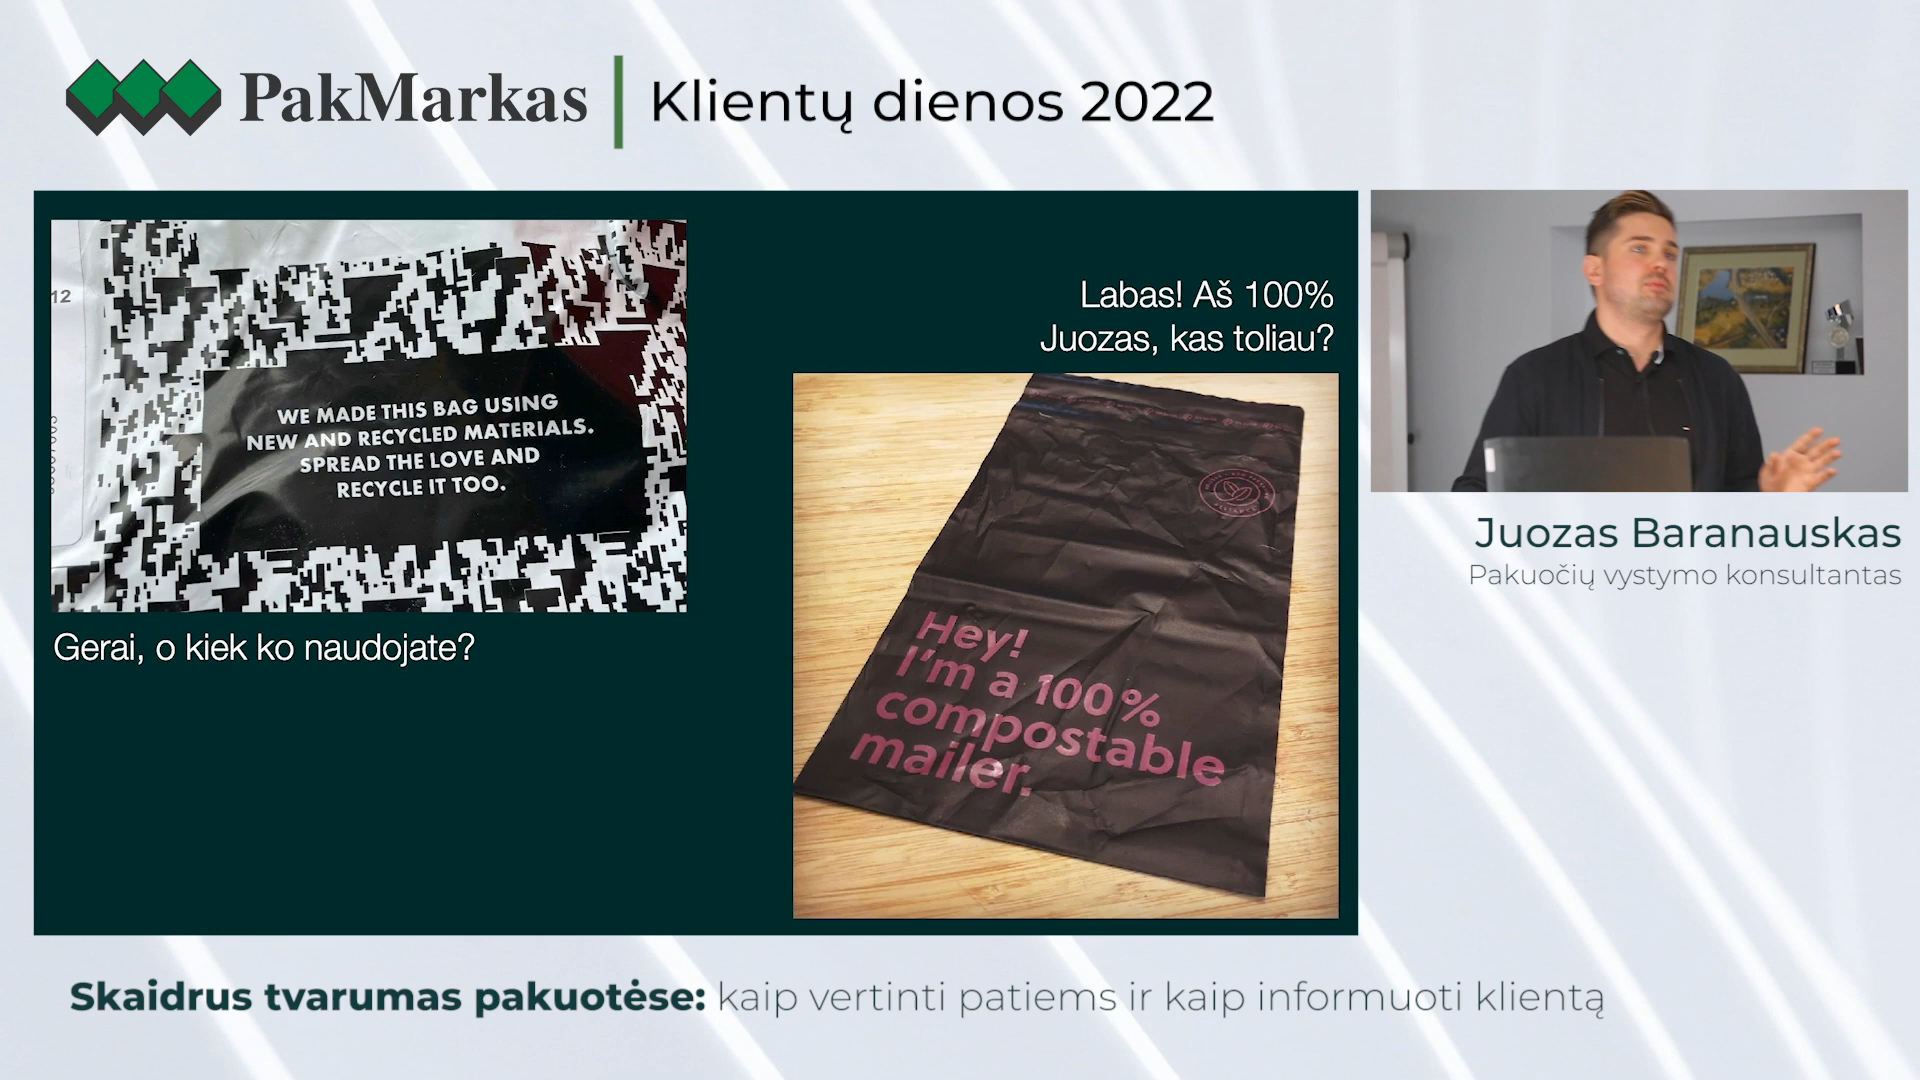 PakMarkas
Klientų dienos 2022
12
WE MADE THIS BAG USING
NEW AND RECYCLED MATERIALS.
SPREAD THE LOVE AND
RECYCLE IT TOO.
Gerai, o kiek ko naudojate?
Labas! Aš 100%
Juozas, kas toliau?
Hey!
I'm a 100%
compostable
mailer.
Juozas Baranauskas
Pakuočių vystymo konsultantas
Skaidrus tvarumas pakuotėse: kaip vertinti patiems ir kaip informuoti klientą